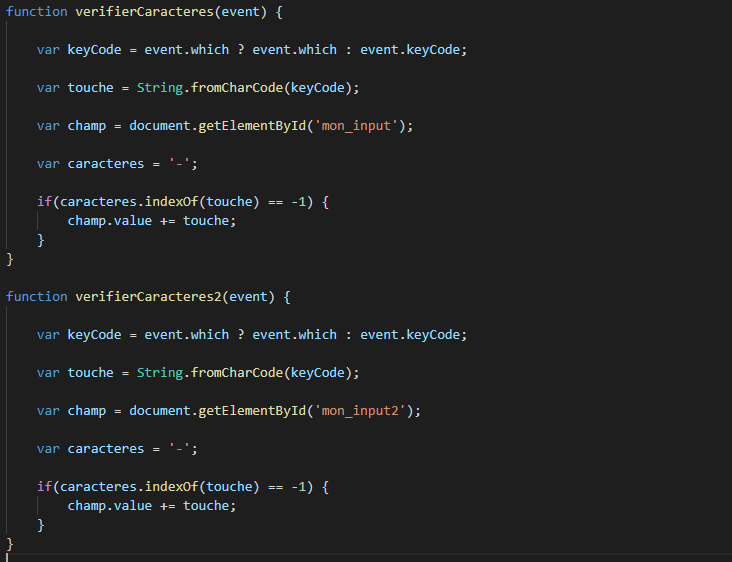 function verifierCaracteres(event) {
var keyCode = event.which ? event.which : event.keyCode;
var touche = String.fromCharCode(keyCode);
var champ = document.getElementById('mon_input');
var caracteres = '-';
if(caracteres.indexOf(touche) == -1) {
champ.value += touche;
}
}
function verifierCaracteres2(event) {
var keyCode = event.which ? event.which : event.keyCode;
var touche = String.fromCharCode(keyCode);
var champ = document.getElementById('mon_input2');
var caracteres = '-';
if(caracteres.indexOf(touche) == -1) {
champ.value += touche;
}
}